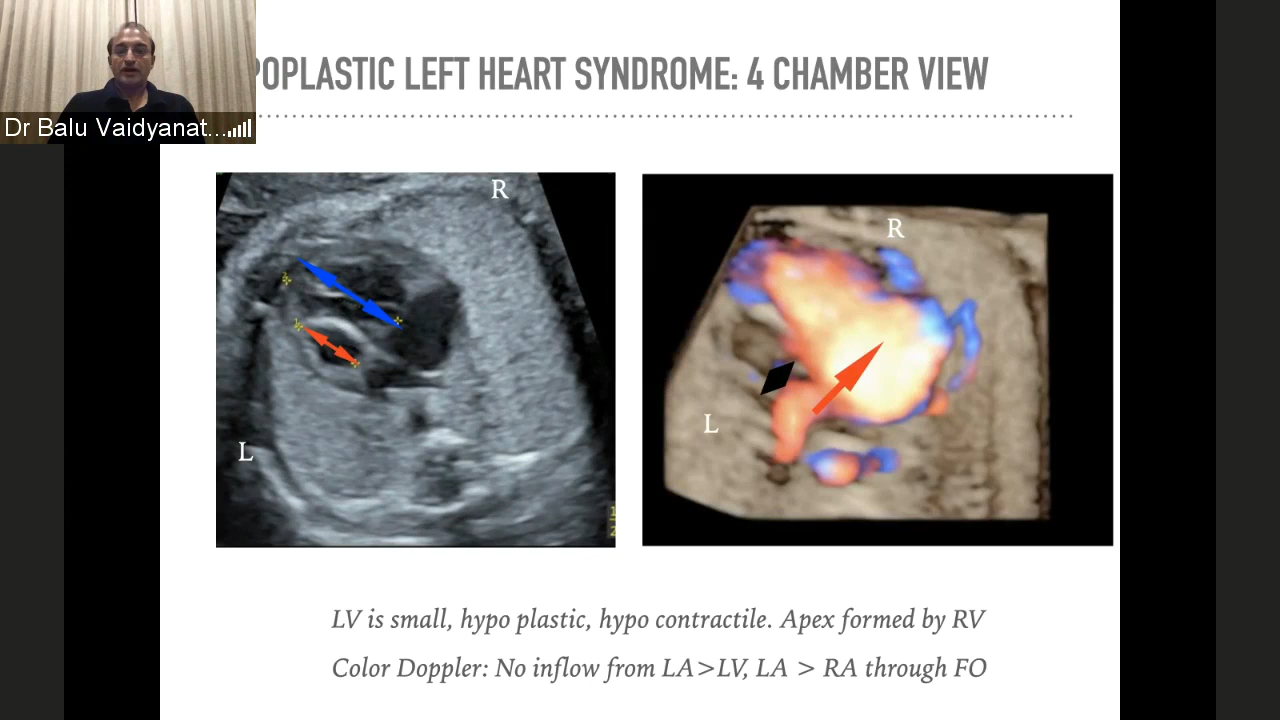 POPLASTIC LEFT HEART SYNDROME: 4 CHAMBER VIEW
Dr Balu Vaidyanat...
R
L
R
L
LV is small, hypo plastic, hypo contractile. Apex formed by RV
Color Doppler: No inflow from LA>LV, LA > RA through FO